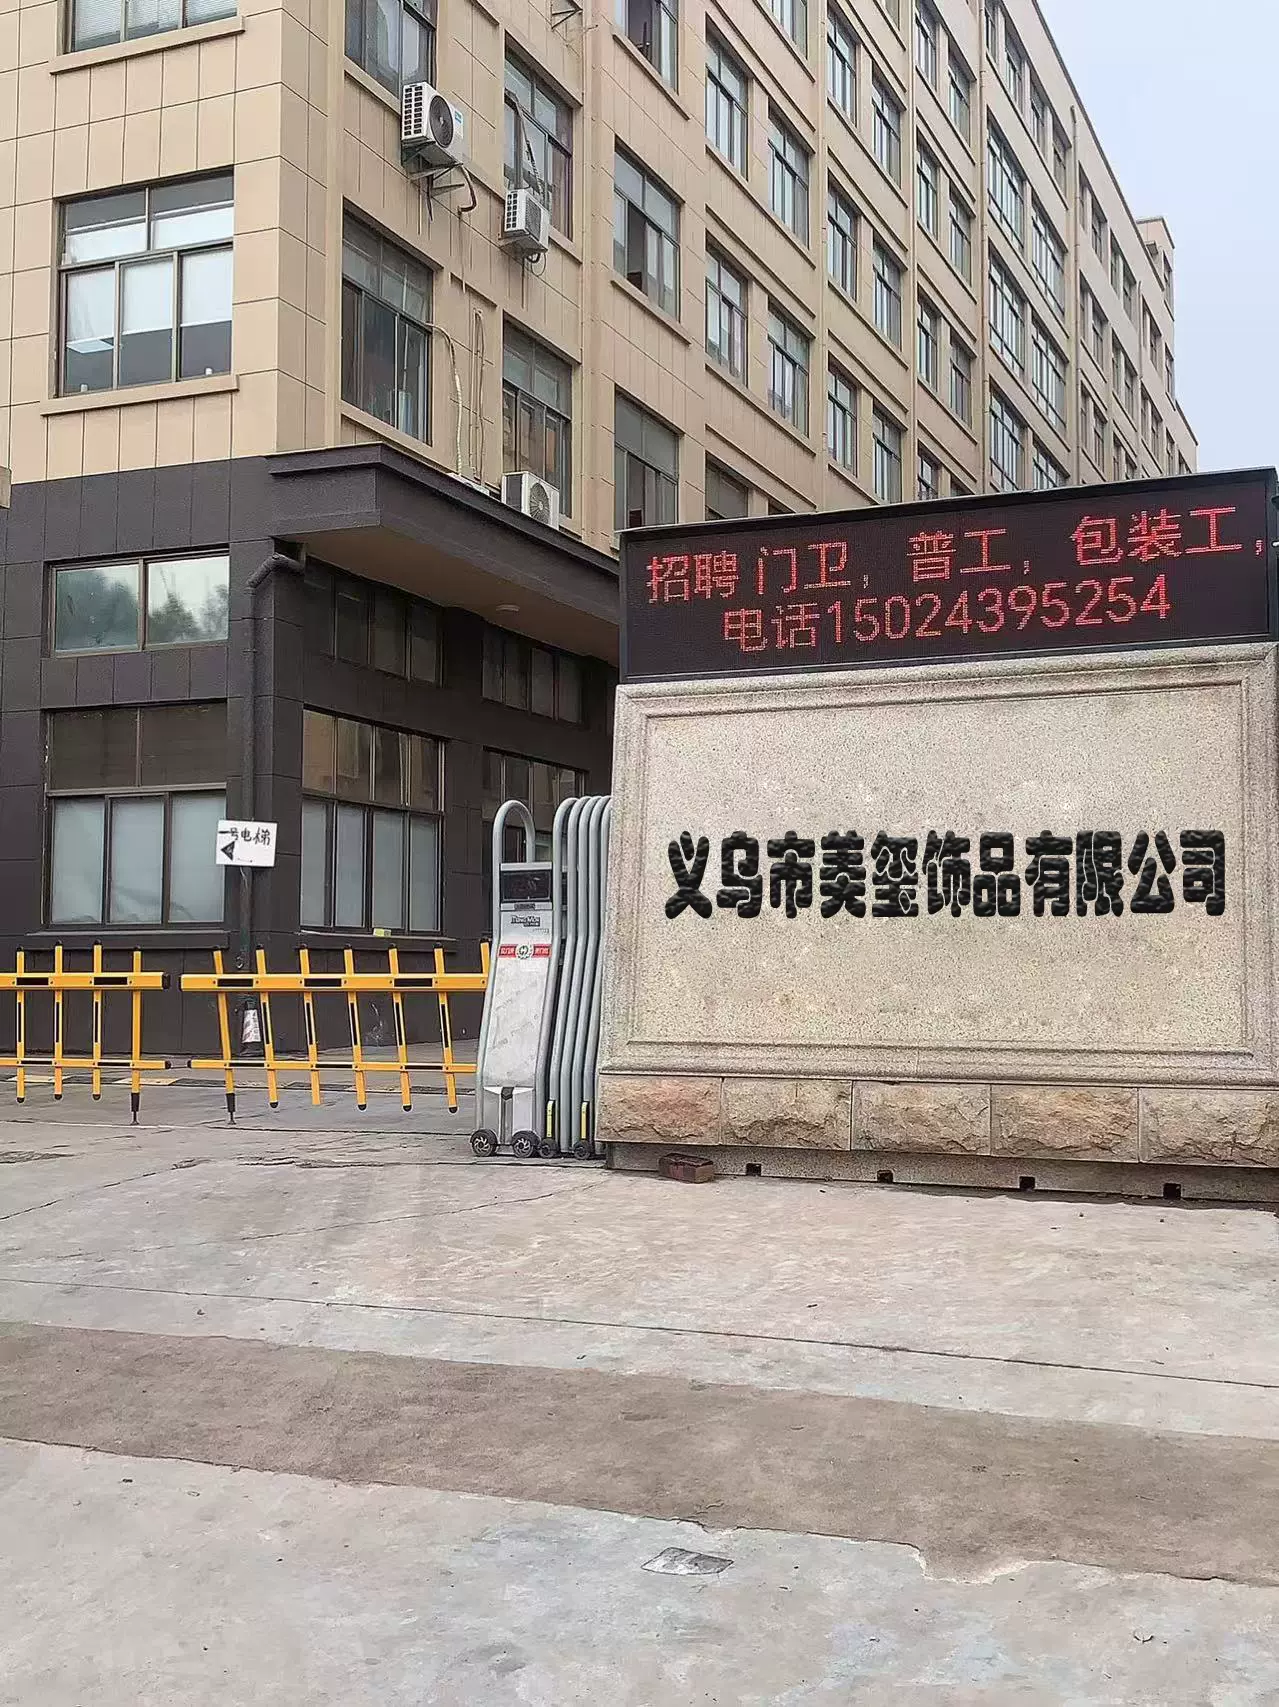 招聘 门卫，普工，包装工，
电话15024395254
义乌市美玺饰品有限公司
一号电梯